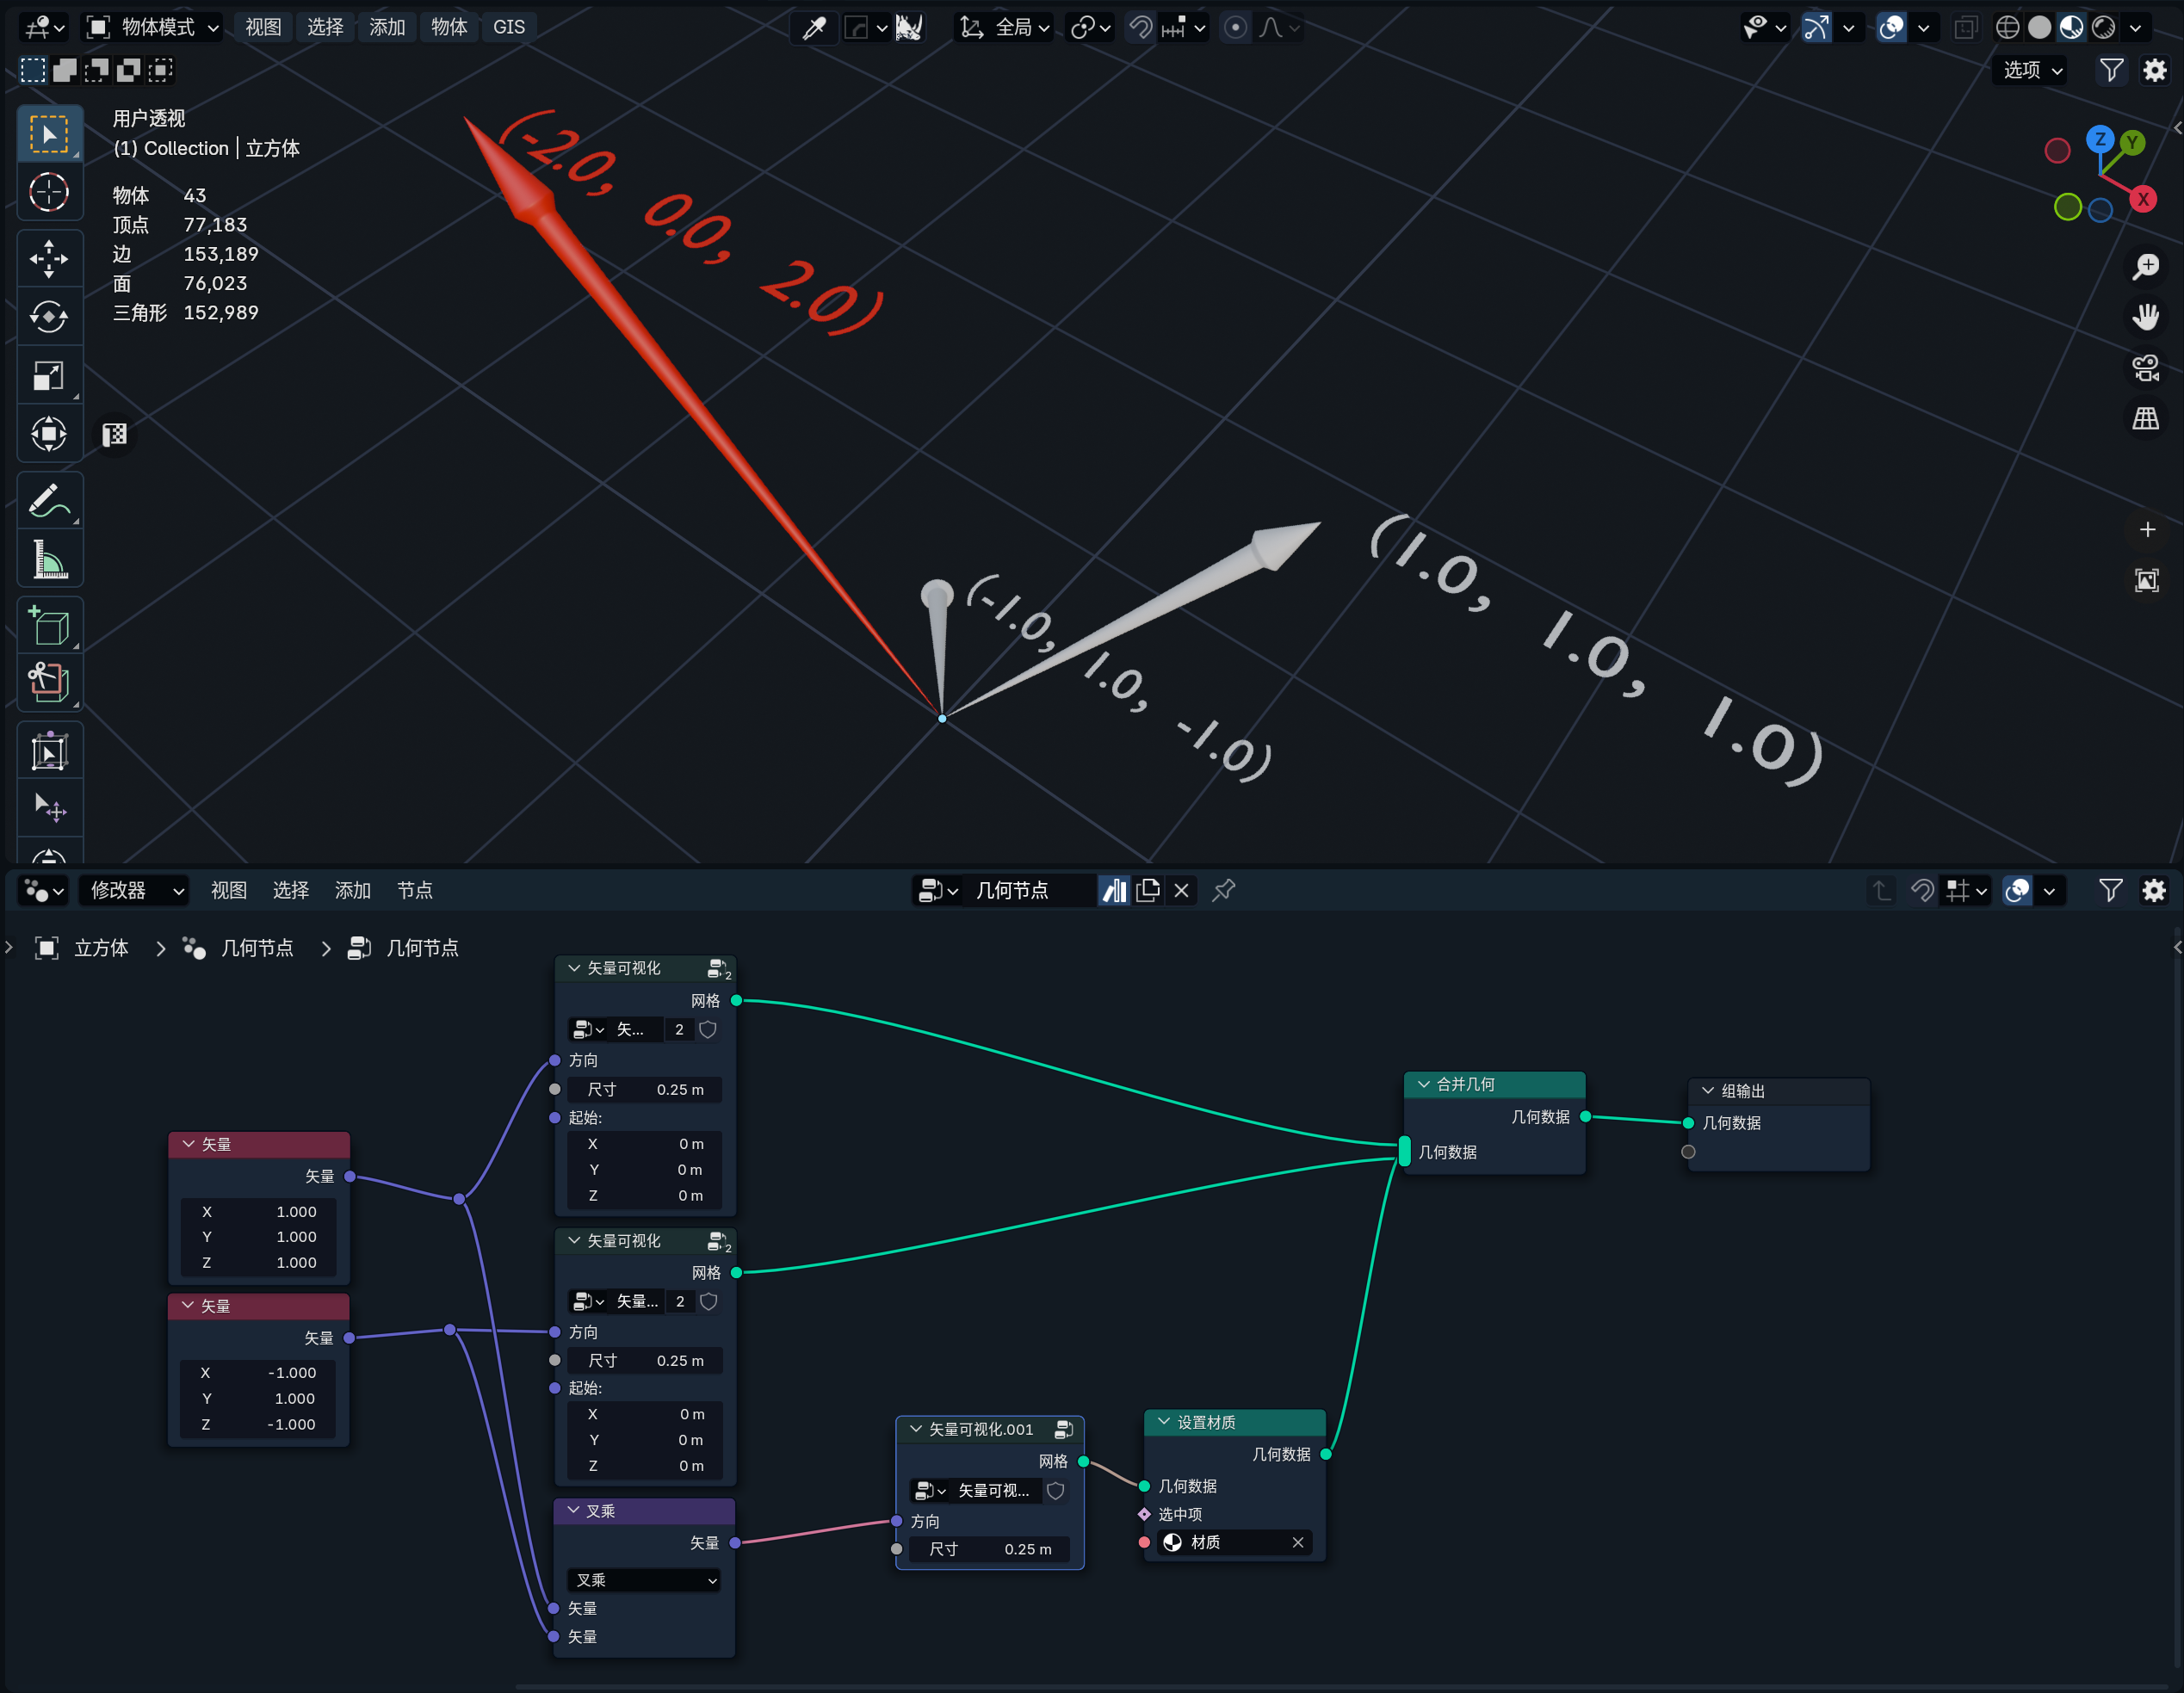 物体模式 视图 选择 添加 物体 GIS 全局
选项
用户透视
(1) Collection | 立方体
物体 43
顶点 77,183
边 153,189
面 76,023
三角形 152,989
Z Y X
(-2.0, 0.0, 2.0)
(-1.0, 1.0, -1.0)
(1.0, 1.0, 1.0)
修改器 视图 选择 添加 节点 几何节点
立方体 几何节点 几何节点
矢量可视化 2
网格
矢... 2
方向
尺寸 0.25 m
起始:
X 0 m
Y 0 m
Z 0 m
矢量
矢量
X 1.000
Y 1.000
Z 1.000
矢量
矢量
X -1.000
Y 1.000
Z -1.000
矢量可视化 2
网格
矢量... 2
方向
尺寸 0.25 m
起始:
X 0 m
Y 0 m
Z 0 m
叉乘
矢量
叉乘
矢量
矢量
矢量可视化.001
网格
矢量可视...
方向
尺寸 0.25 m
设置材质
几何数据
几何数据
选中项
材质
合并几何
几何数据
几何数据
组输出
几何数据